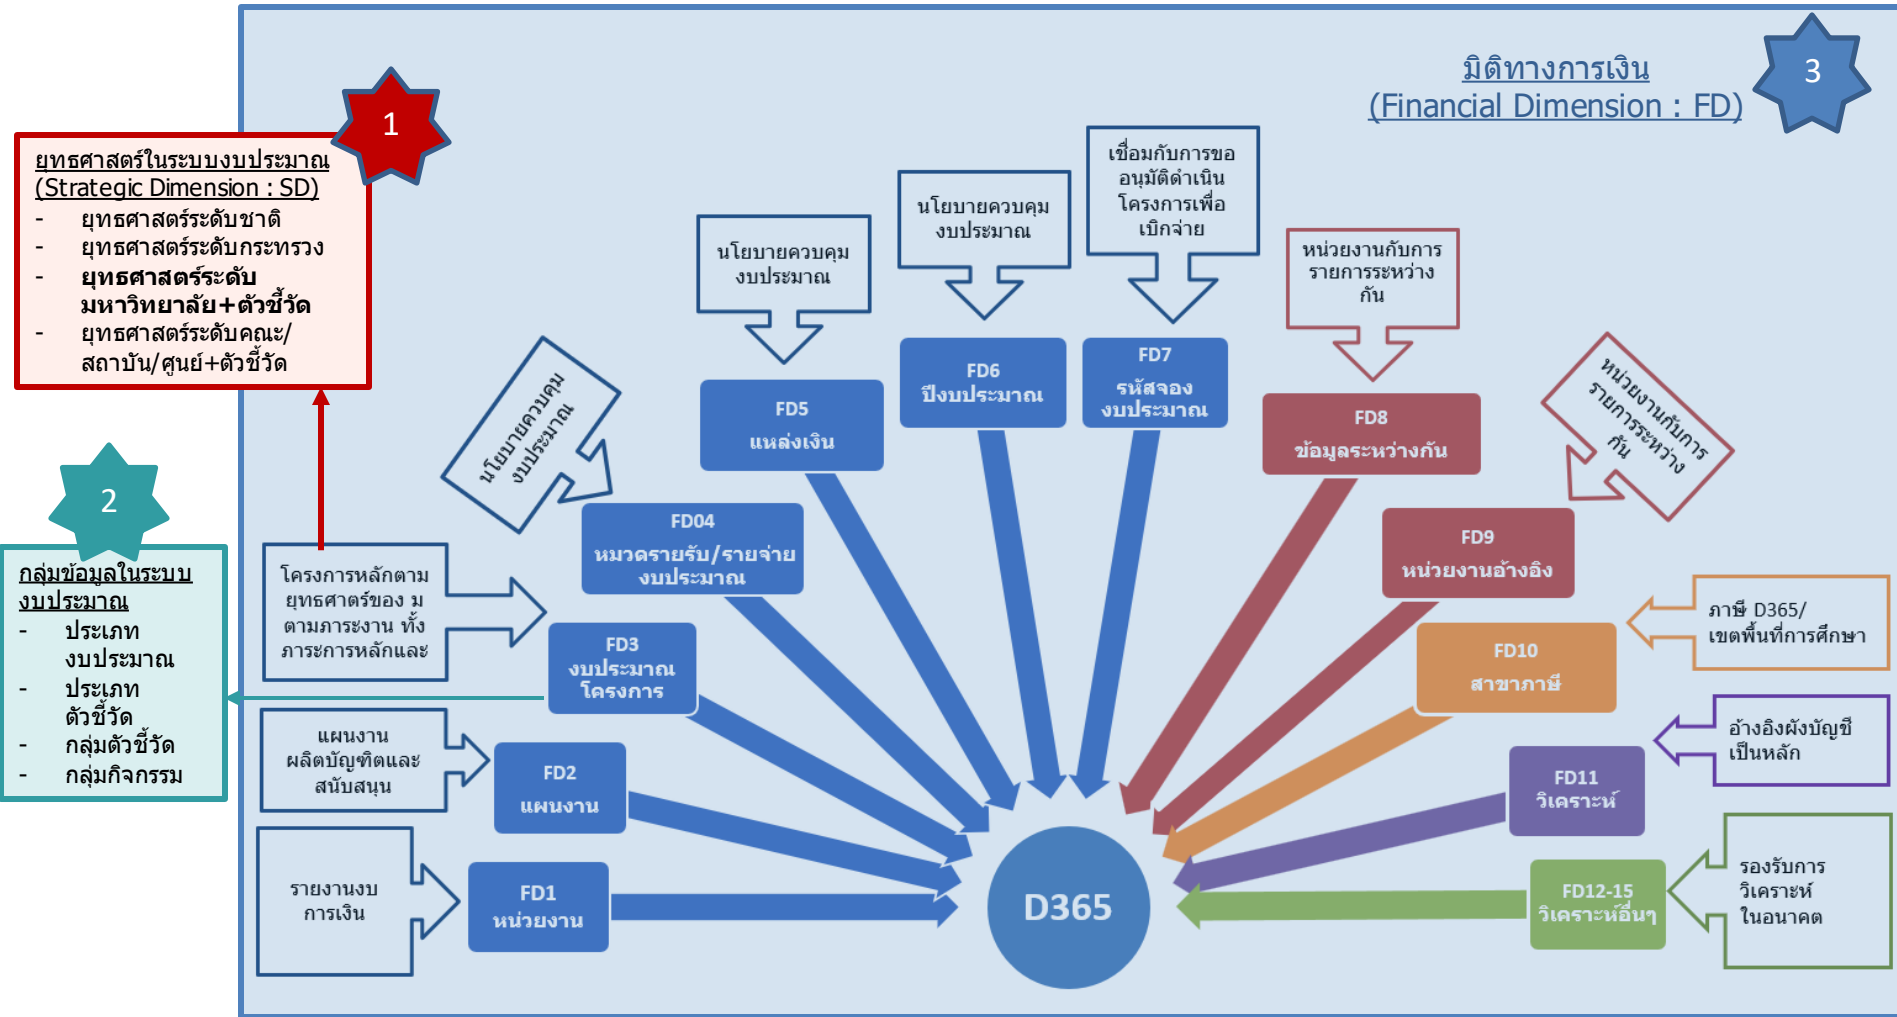 มิติทางการเงิน
(Financial Dimension : FD)
3
1
ยุทธศาสตร์ในระบบงบประมาณ
(Strategic Dimension : SD)
- ยุทธศาสตร์ระดับชาติ
- ยุทธศาสตร์ระดับกระทรวง
- ยุทธศาสตร์ระดับ
มหาวิทยาลัย+ตัวชี้วัด
- ยุทธศาสตร์ระดับคณะ/
สถาบัน/ศูนย์+ตัวชี้วัด
2
กลุ่มข้อมูลในระบบ
งบประมาณ
- ประเภท
งบประมาณ
- ประเภท
ตัวชี้วัด
- กลุ่มตัวชี้วัด
- กลุ่มกิจกรรม
รายงานงบ
การเงิน
FD1
หน่วยงาน
แผนงาน
ผลิตบัญฑิตและ
สนับสนุน
FD2
แผนงาน
โครงการหลักตาม
ยุทธศาตร์ของ ม
ตามภาระงาน ทั้ง
ภาระการหลักและ
FD3
งบประมาณ
โครงการ
นโยบายควบคุม
งบประมาณ
FD04
หมวดรายรับ/รายจ่าย
งบประมาณ
นโยบายควบคุม
งบประมาณ
FD5
แหล่งเงิน
นโยบายควบคุม
งบประมาณ
FD6
ปีงบประมาณ
เชื่อมกับการขอ
อนุมัติดำเนิน
โครงการเพื่อ
เบิกจ่าย
FD7
รหัสจอง
งบประมาณ
หน่วยงานกับการ
รายการระหว่าง
กัน
FD8
ข้อมูลระหว่างกัน
หน่วยงานกับการ
รายการระหว่าง
กัน
FD9
หน่วยงานอ้างอิง
ภาษี D365/
เขตพื้นที่การศึกษา
FD10
สาขาภาษี
อ้างอิงผังบัญชี
เป็นหลัก
FD11
วิเคราะห์
รองรับการ
วิเคราะห์
ในอนาคต
FD12-15
วิเคราะห์อื่นๆ
D365